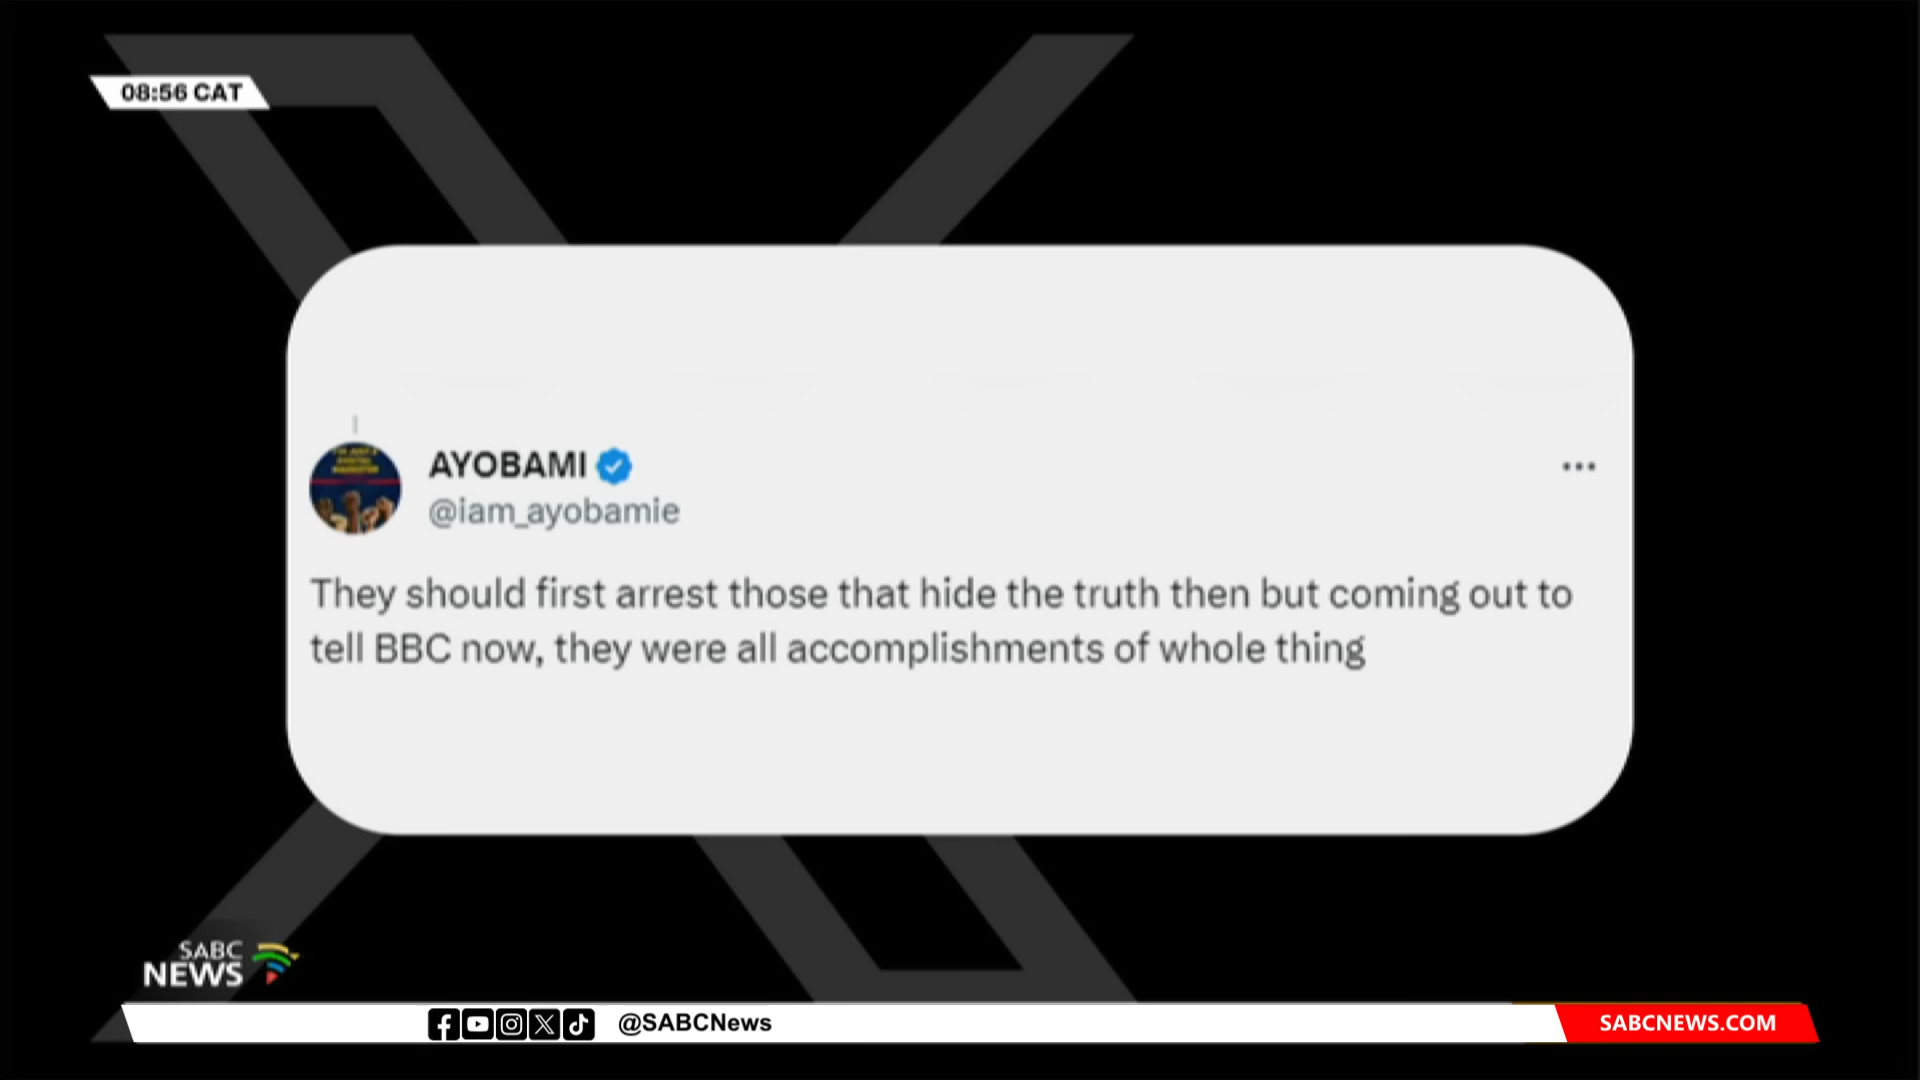 08:56 CAT
AYOBAMI
@iam_ayobamie
They should first arrest those that hide the truth then but coming out to
tell BBC now, they were all accomplishments of whole thing
SABC
NEWS
@SABCNews
SABCNEWS.COM